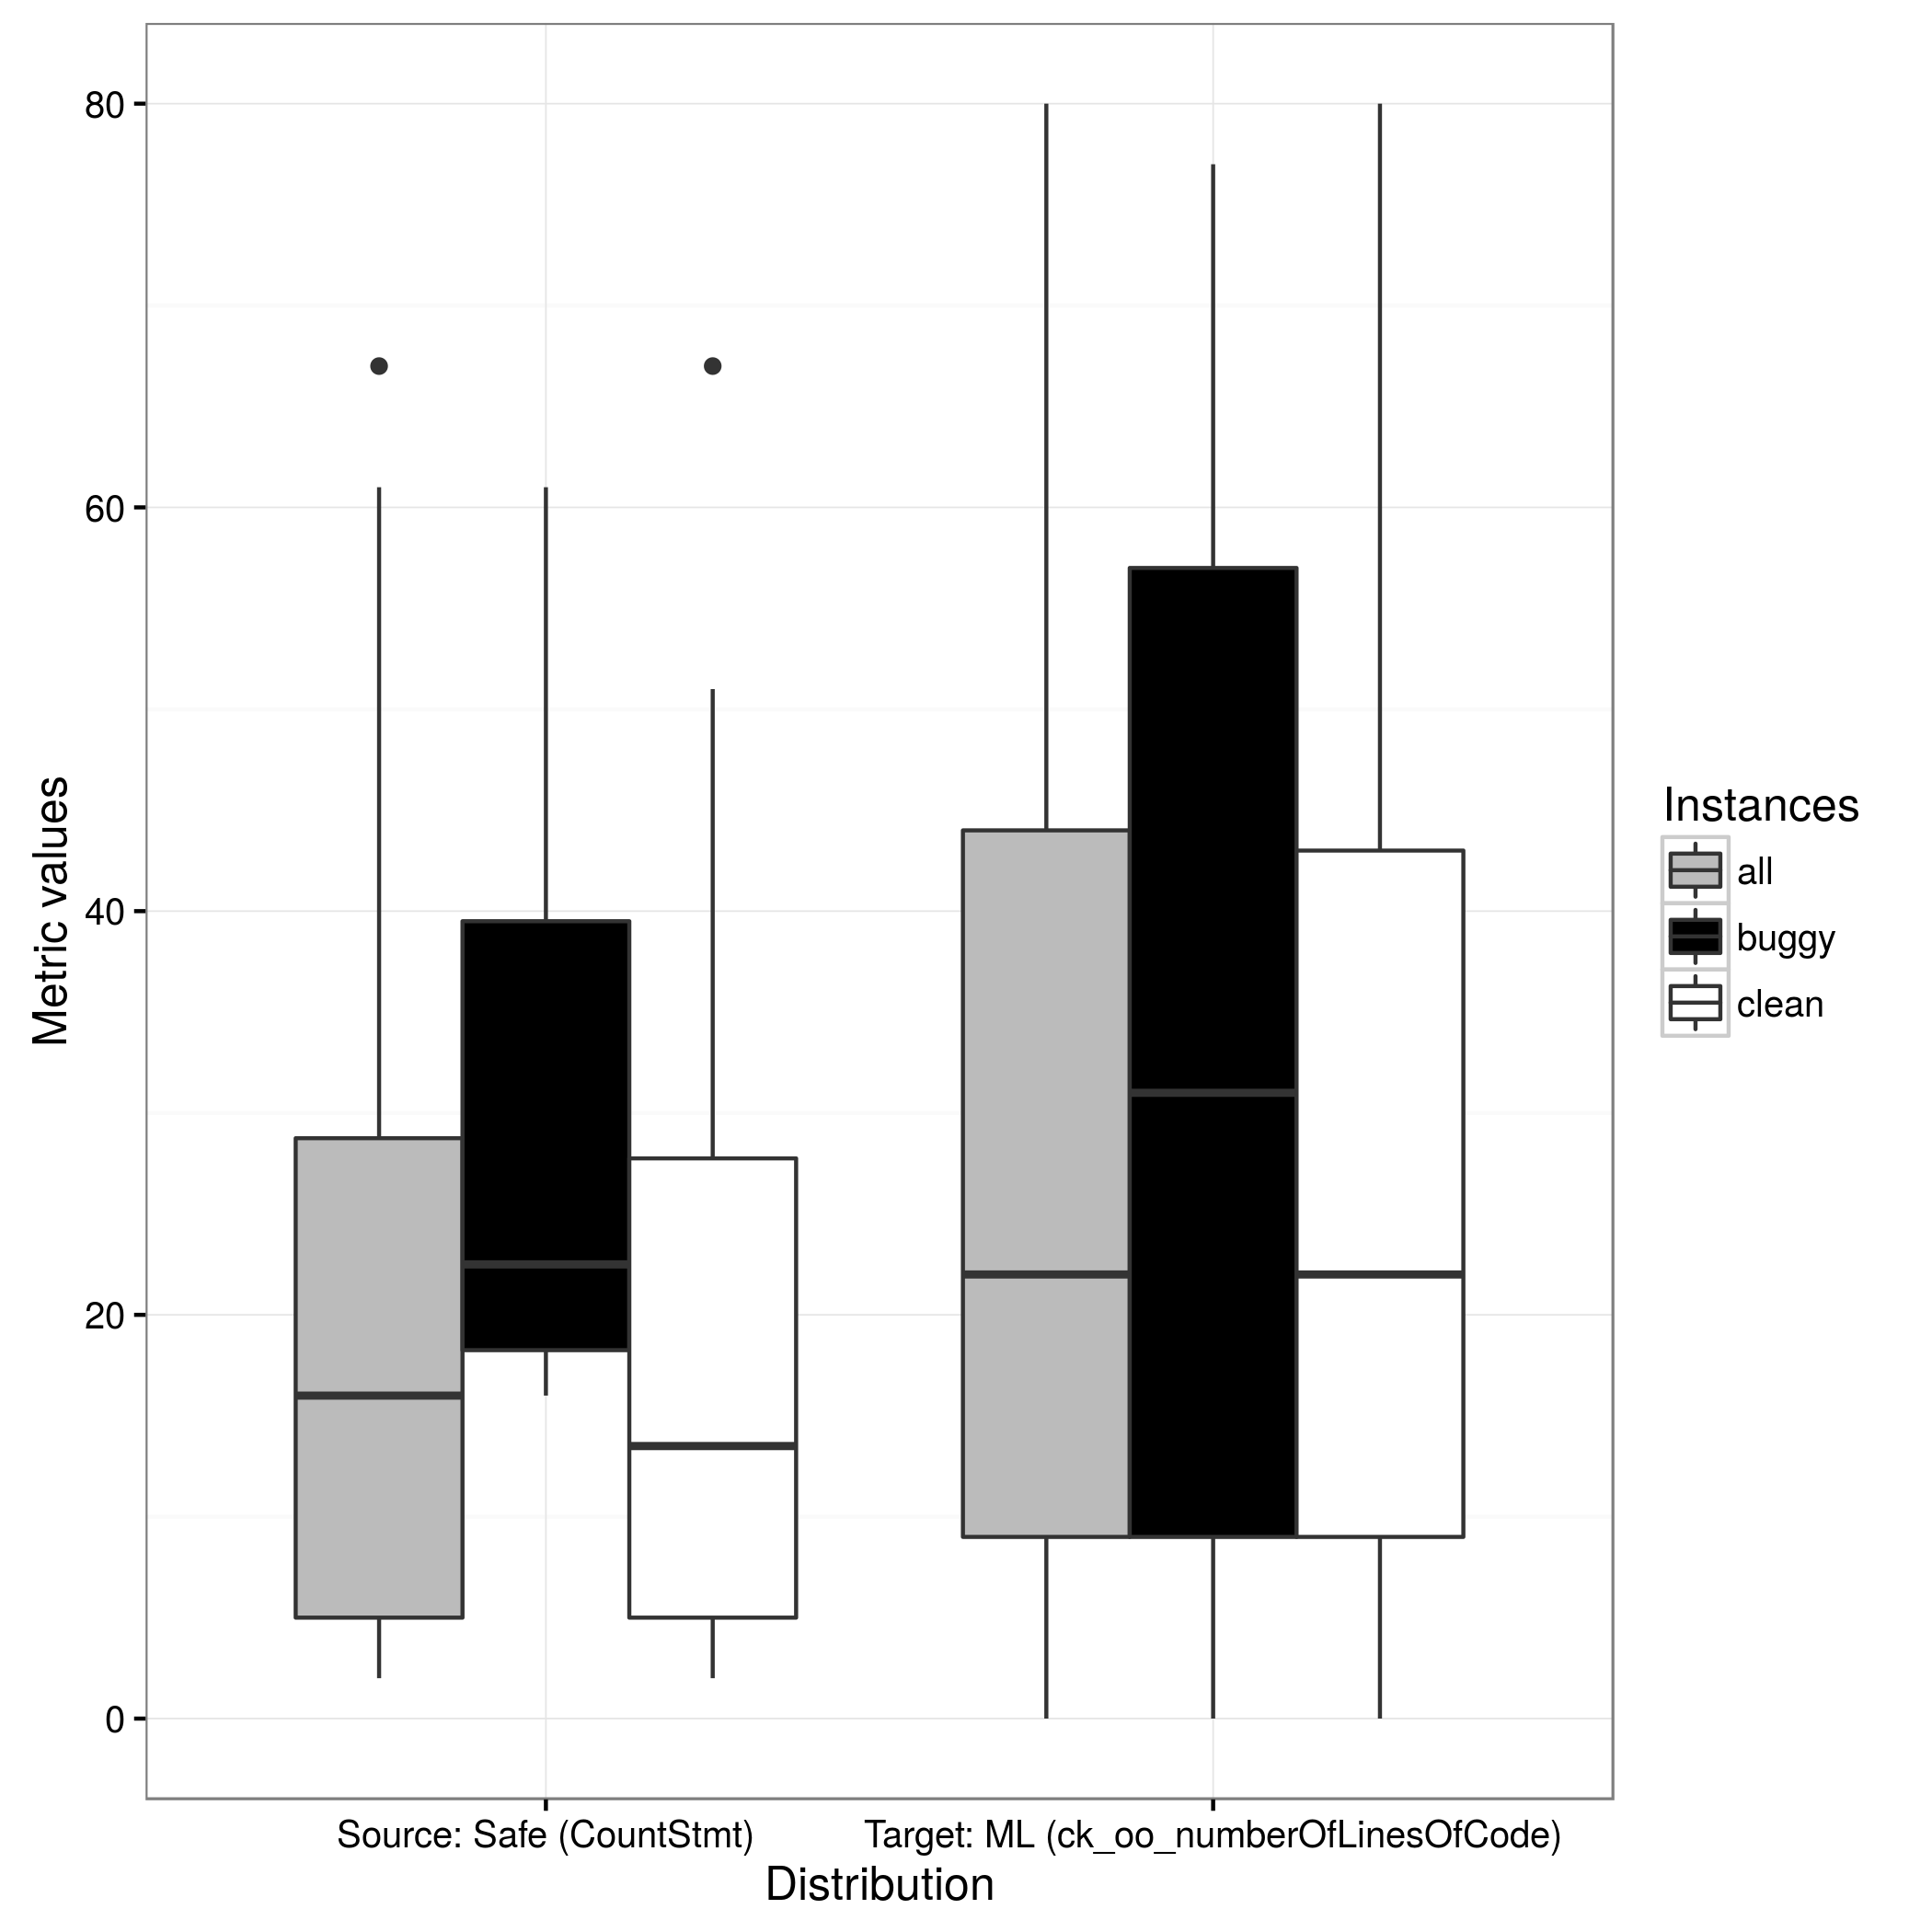 80
60
40
20
0
Metric values
Source: Safe (CountStmt)
Target: ML (ck_oo_numberOfLinesOfCode)
Distribution
Instances
all
buggy
clean